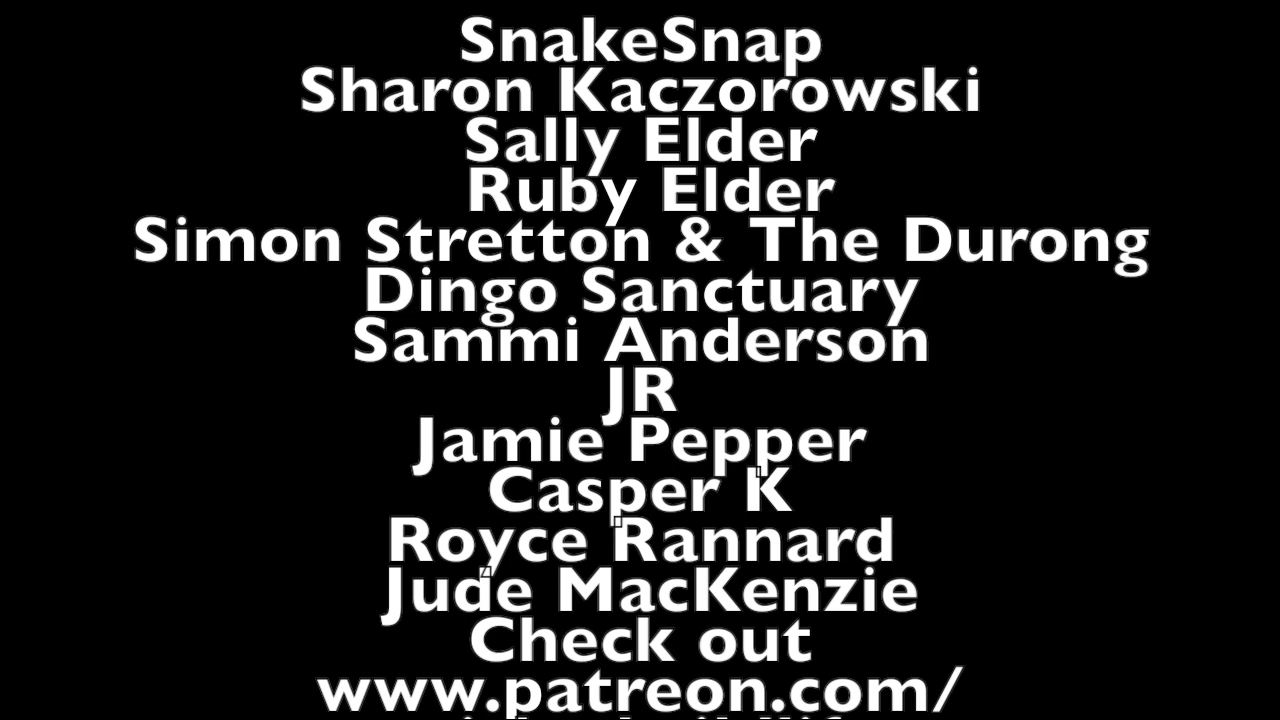 SnakeSnap
Sharon Kaczorowski
Sally Elder
Ruby Elder
Simon Stretton & The Durong
Dingo Sanctuary
Sammi Anderson
JR
Jamie Pepper
Casper K
Royce Rannard
Jude MacKenzie
Check out
www.patreon.com/